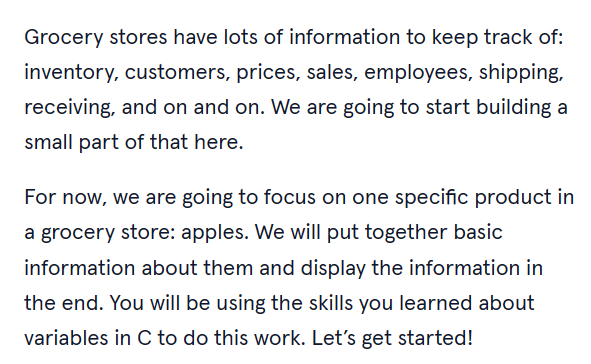 Grocery stores have lots of information to keep track of:
inventory, customers, prices, sales, employees, shipping,
receiving, and on and on. We are going to start building a
small part of that here.
For now, we are going to focus on one specific product in
a grocery store: apples. We will put together basic
information about them and display the information in
the end. You will be using the skills you learned about
variables in C to do this work. Let’s get started!